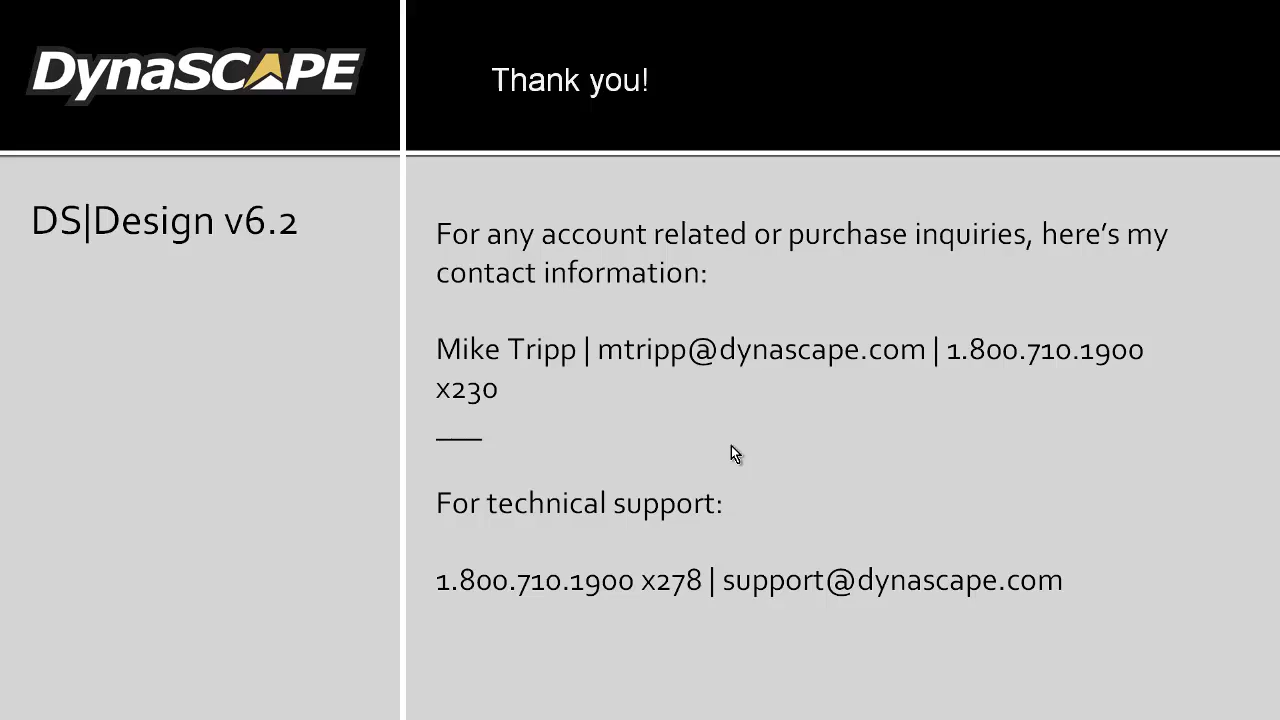 DynaSCAPE
Thank you!
DS|Design v6.2
For any account related or purchase inquiries, here’s my
contact information:
Mike Tripp | mtripp@dynascape.com | 1.800.710.1900
x230
___
For technical support:
1.800.710.1900 x278 | support@dynascape.com